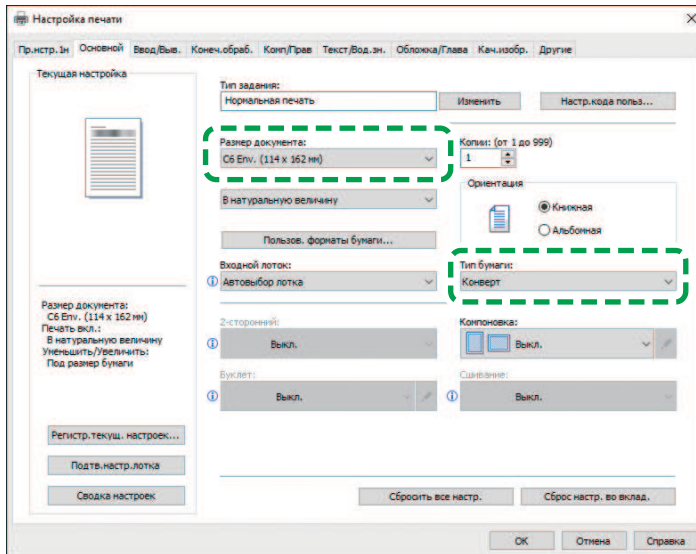 Настройка печати
Пр.нстр.1н Основной Ввод/Выв. Конеч.обраб. Комп/Прав Текст/Вод.зн. Обложка/Глава Кач.изобр. Другие
Текущая настройка
Тип задания:
Нормальная печать
Изменить
Настр.кода польз...
Размер документа:
C6 Env. (114 x 162 мм)
Копии: (от 1 до 999)
1
В натуральную величину
Ориентация
Книжная
Альбомная
Пользов. форматы бумаги...
Входной лоток:
Автовыбор лотка
Тип бумаги:
Конверт
Размер документа:
C6 Env. (114 x 162 мм)
Печать вкл.:
В натуральную величину
Уменьшить/Увеличить:
Под размер бумаги
2-сторонний:
Выкл.
Компоновка:
Выкл.
Буклет:
Выкл.
Сшивание:
Выкл.
Регистр.текущ. настроек...
Подтв.настр.лотка
Сводка настроек
Сбросить все настр.
Сброс настр. во вклад.
OK
Отмена
Справка